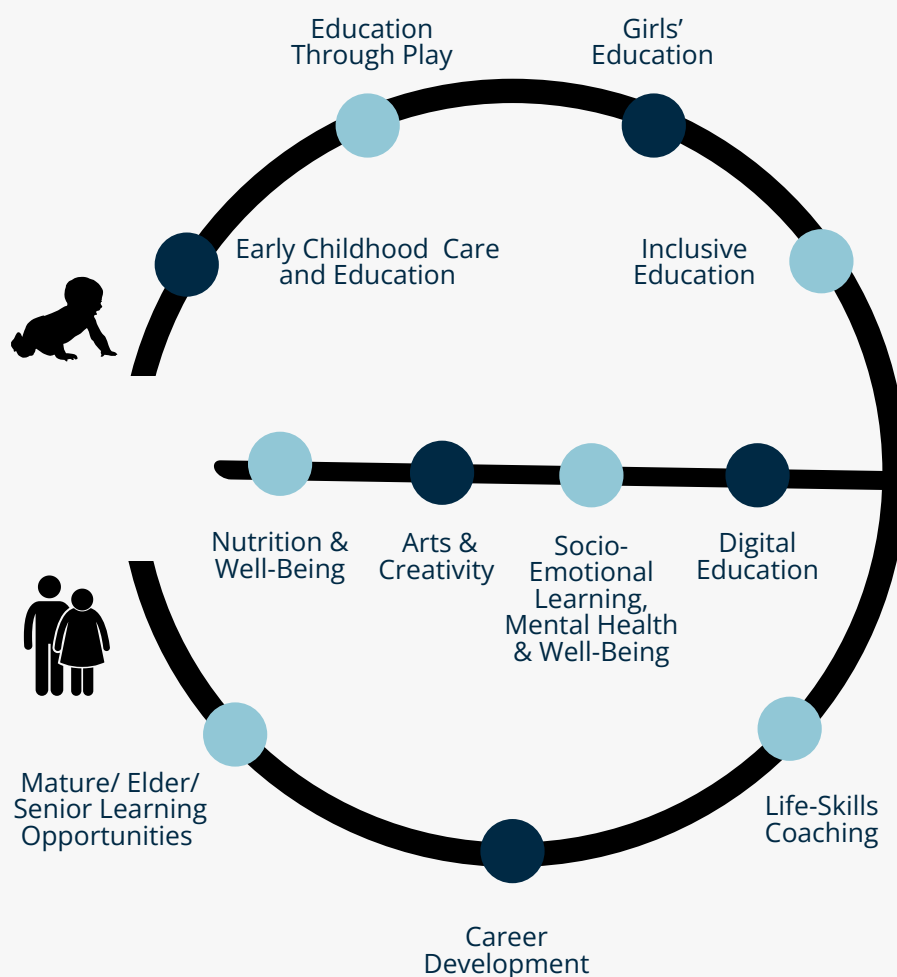 Education
Through Play
Girls’
Education
Early Childhood  Care
and Education
Inclusive
Education
Nutrition &
Well-Being
Arts &
Creativity
Socio-
Emotional
Learning,
Mental Health
& Well-Being
Digital
Education
Mature/ Elder/
Senior Learning
Opportunities
Life-Skills
Coaching
Career
Development